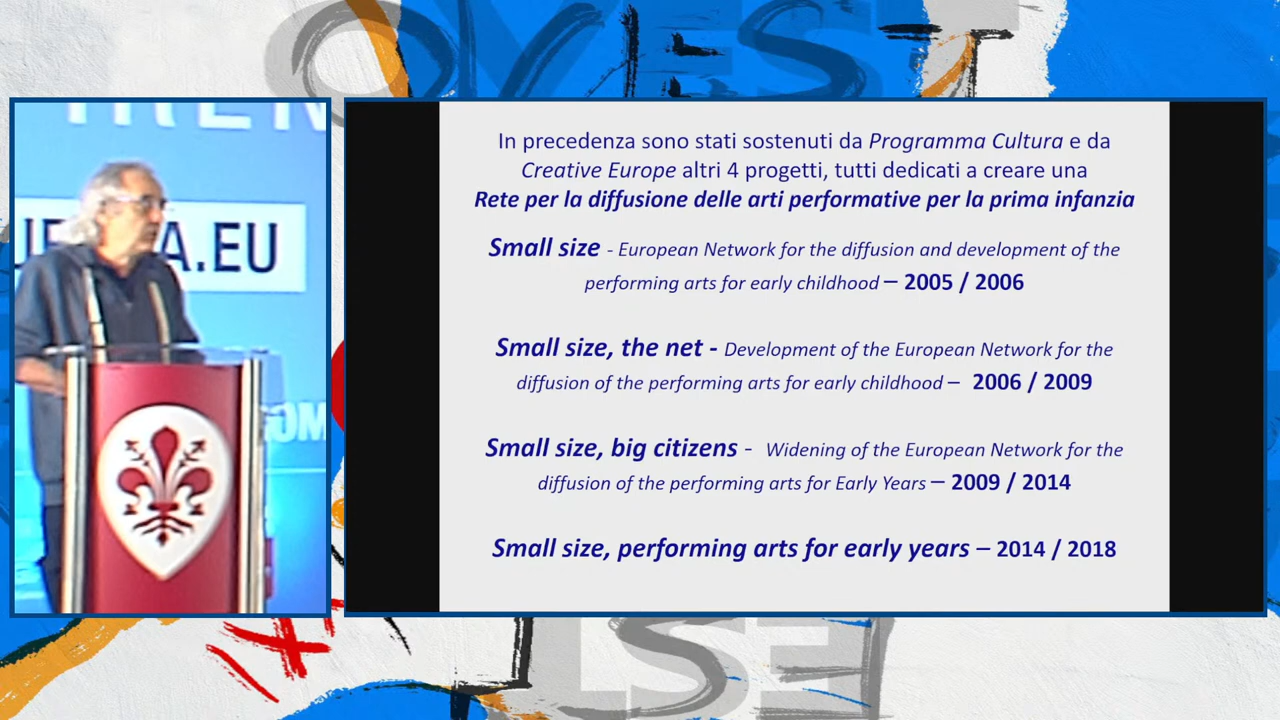 OVEST
IREN
A.EU
In precedenza sono stati sostenuti da Programma Cultura e da
Creative Europe altri 4 progetti, tutti dedicati a creare una
Rete per la diffusione delle arti performative per la prima infanzia
Small size - European Network for the diffusion and development of the
performing arts for early childhood – 2005 / 2006
Small size, the net - Development of the European Network for the
diffusion of the performing arts for early childhood – 2006 / 2009
Small size, big citizens - Widening of the European Network for the
diffusion of the performing arts for Early Years – 2009 / 2014
Small size, performing arts for early years – 2014 / 2018
EST